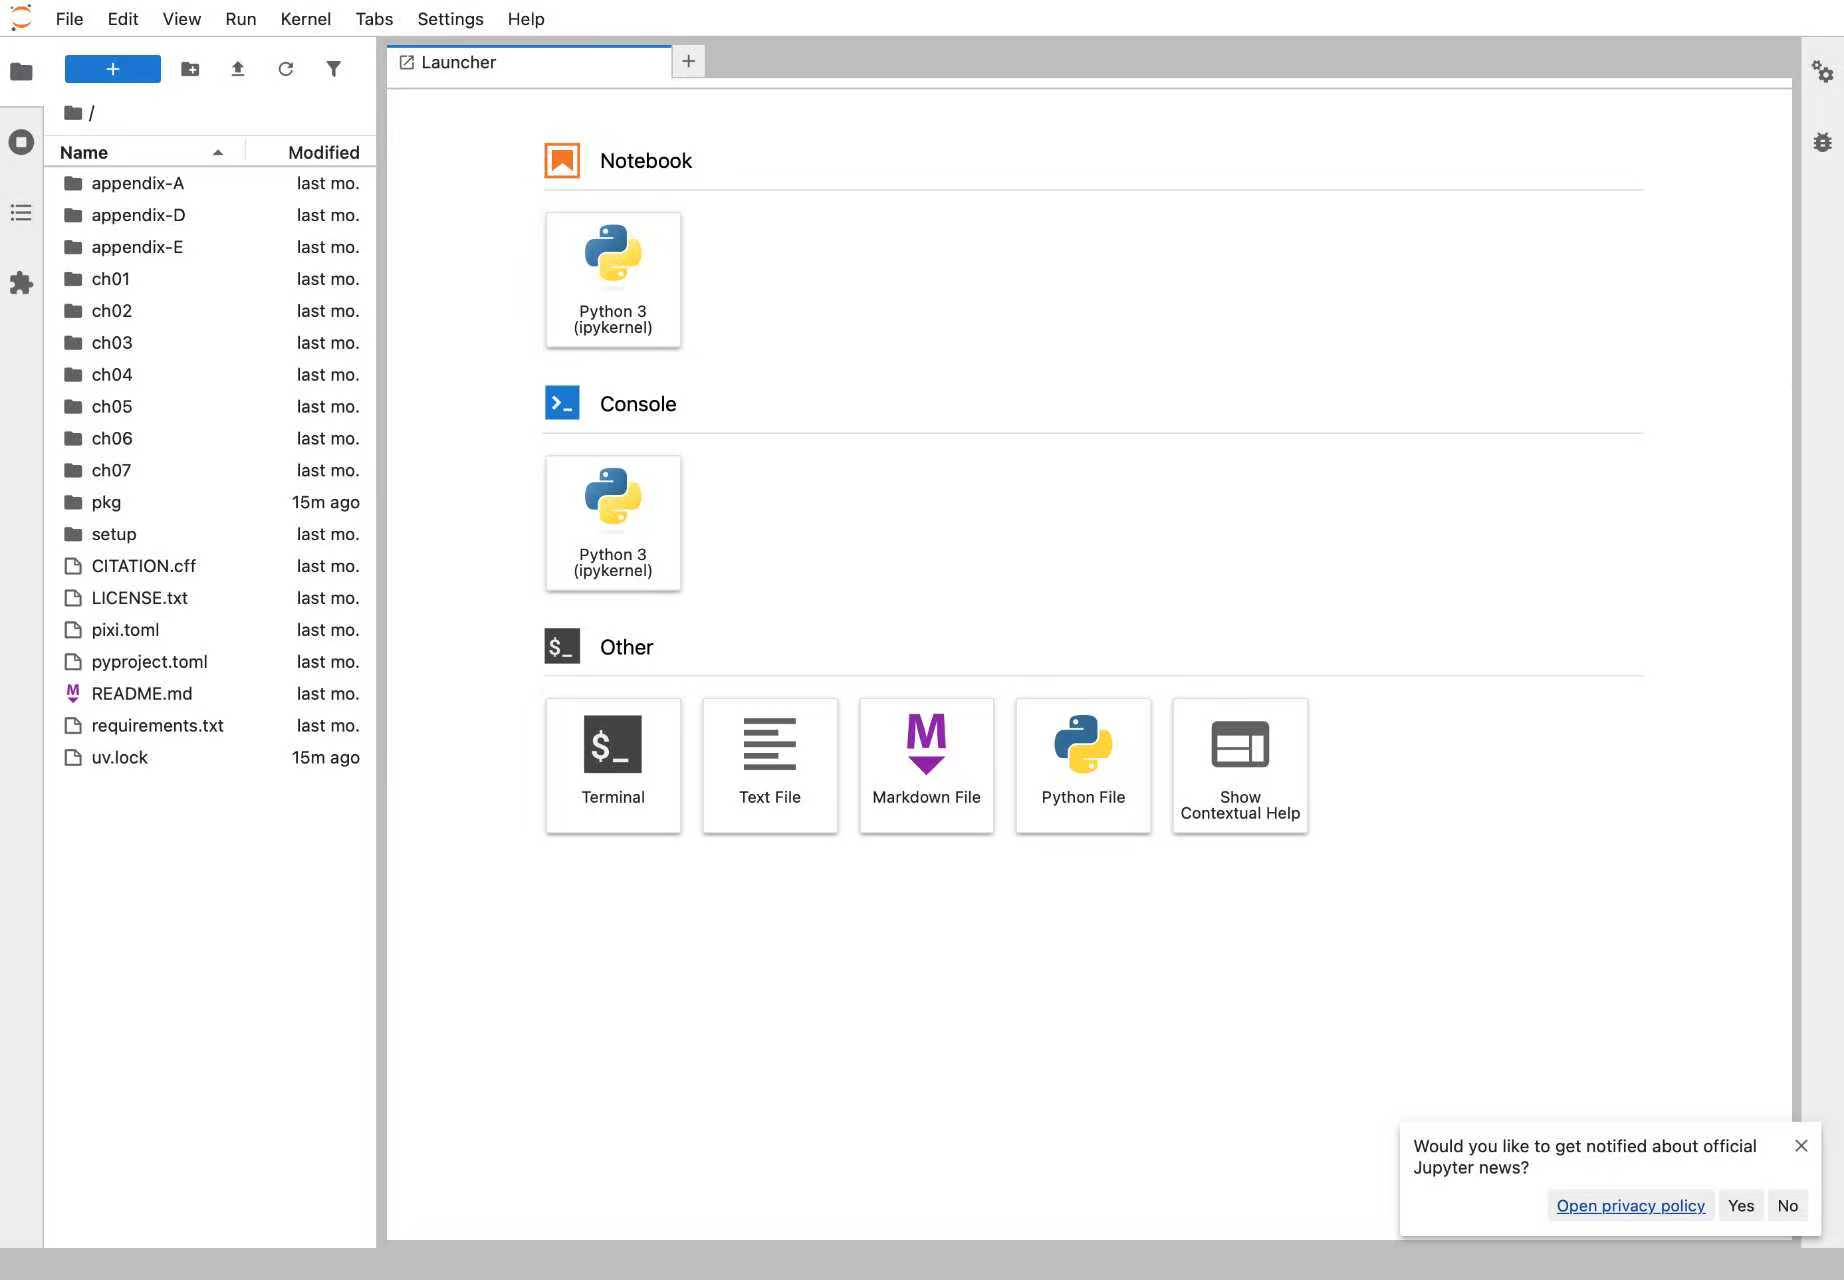 File Edit View Run Kernel Tabs Settings Help
+
/
Name Modified
appendix-A last mo.
appendix-D last mo.
appendix-E last mo.
ch01 last mo.
ch02 last mo.
ch03 last mo.
ch04 last mo.
ch05 last mo.
ch06 last mo.
ch07 last mo.
pkg 15m ago
setup last mo.
CITATION.cff last mo.
LICENSE.txt last mo.
pixi.toml last mo.
pyproject.toml last mo.
README.md last mo.
requirements.txt last mo.
uv.lock 15m ago
Launcher +
Notebook
Python 3
(ipykernel)
Console
Python 3
(ipykernel)
$_ Other
$_
Terminal
Text File
M
Markdown File
Python File
Show
Contextual Help
Would you like to get notified about official
Jupyter news?
Open privacy policy Yes No